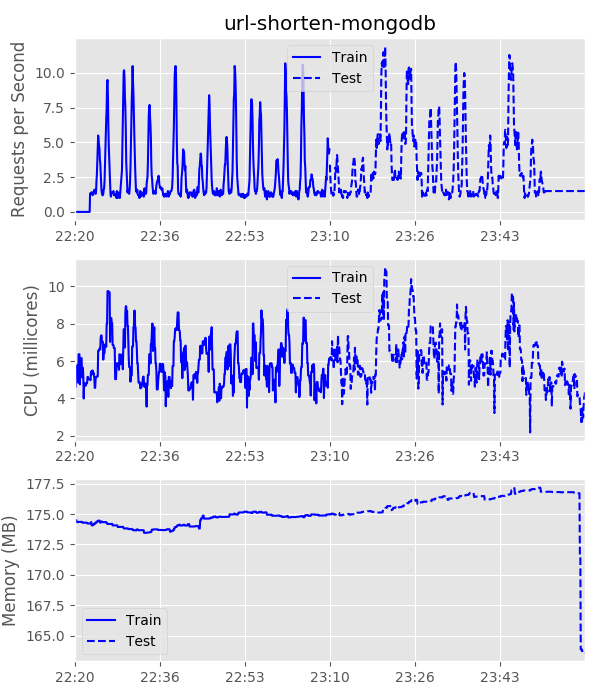 url-shorten-mongodb
Requests per Second
10.0
7.5
5.0
2.5
0.0
Train
Test
22:20 22:36 22:53 23:10 23:26 23:43
CPU (millicores)
10
8
6
4
2
Train
Test
22:20 22:36 22:53 23:10 23:26 23:43
Memory (MB)
177.5
175.0
172.5
170.0
167.5
165.0
Train
Test
22:20 22:36 22:53 23:10 23:26 23:43